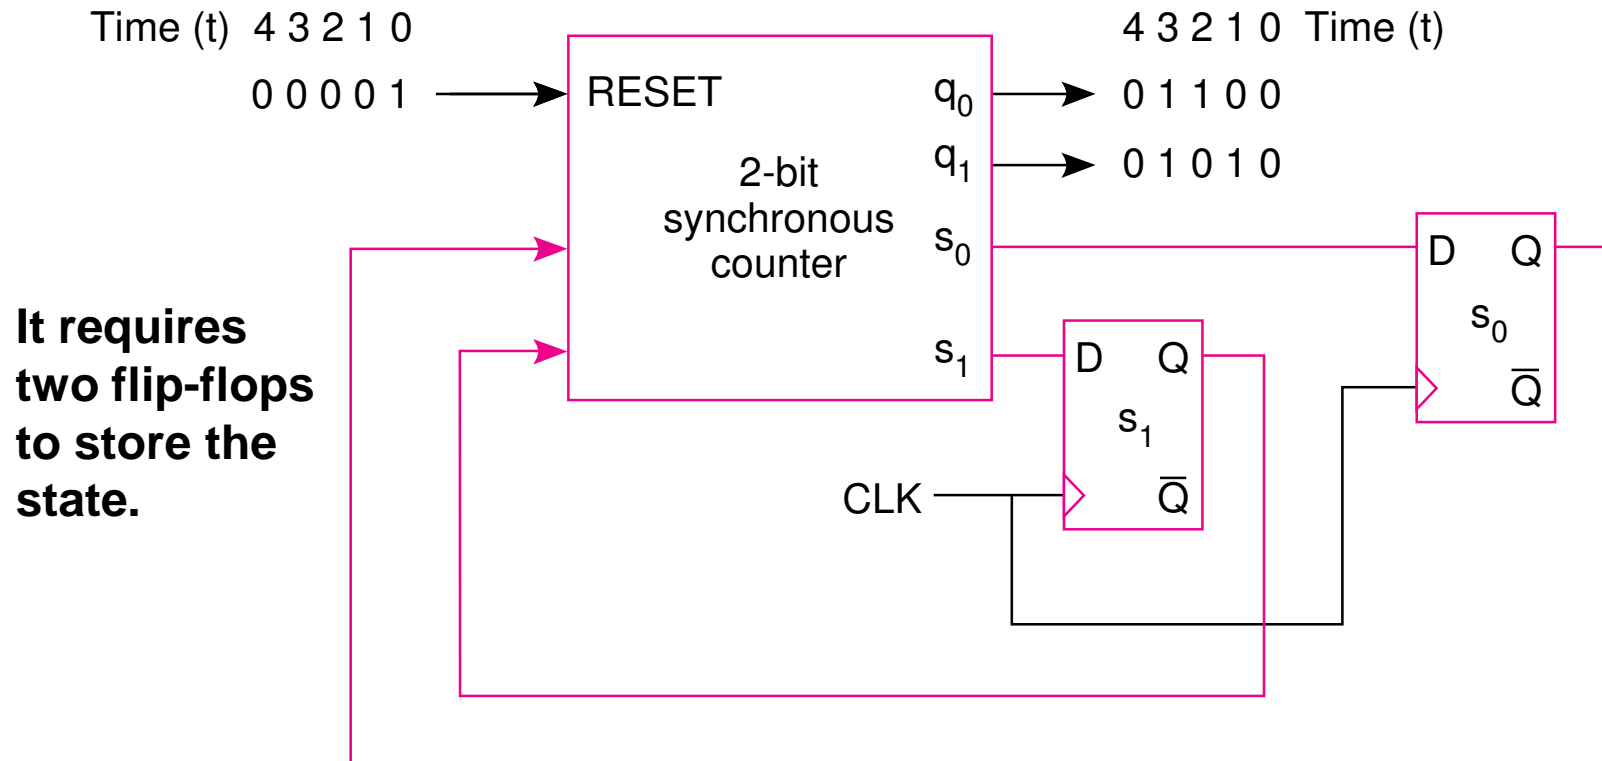 Time (t) 4 3 2 1 0
4 3 2 1 0 Time (t)
0 0 0 0 1
RESET
q0
0 1 1 0 0
q1
0 1 0 1 0
2-bit
synchronous
counter
s0
s1
D Q
s0
Q̅
D Q
s1
Q̅
CLK
It requires
two flip-flops
to store the
state.